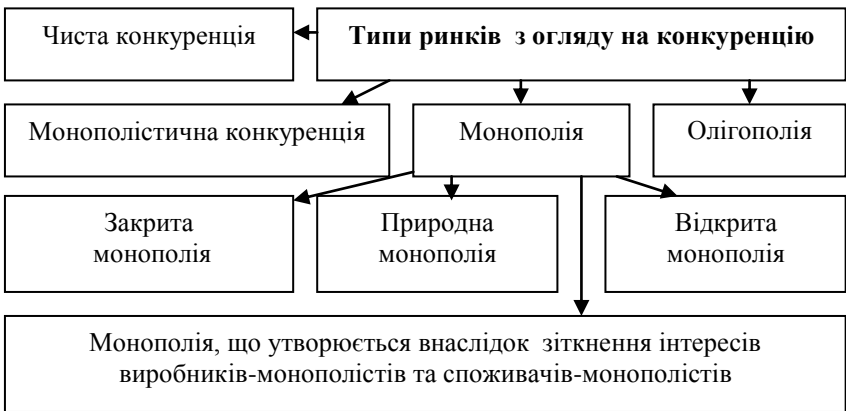 Чиста конкуренція
Типи ринків з огляду на конкуренцію
Монополістична конкуренція
Монополія
Олігополія
Закрита
монополія
Природна
монополія
Відкрита
монополія
Монополія, що утворюється внаслідок зіткнення інтересів
виробників-монополістів та споживачів-монополістів